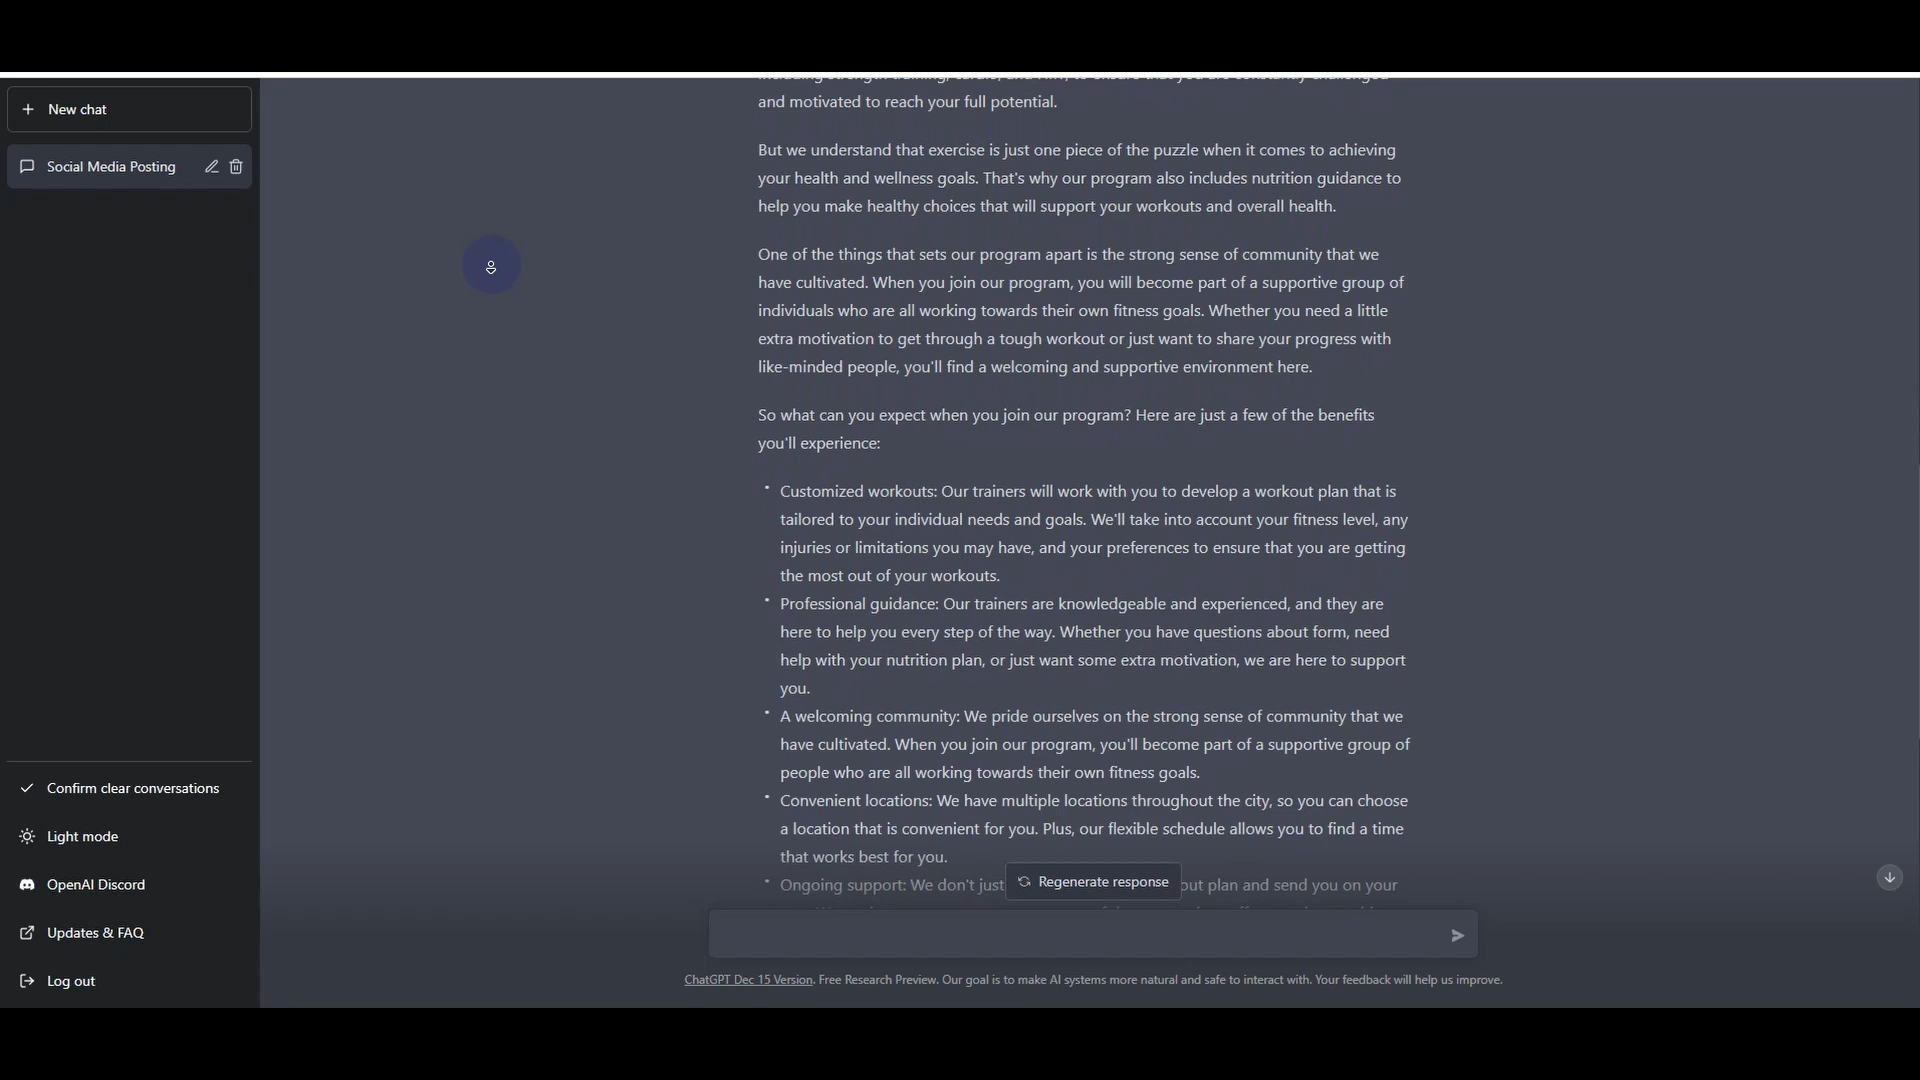 New chat
Social Media Posting
Confirm clear conversations
Light mode
OpenAI Discord
Updates & FAQ
Log out
and motivated to reach your full potential.
But we understand that exercise is just one piece of the puzzle when it comes to achieving
your health and wellness goals. That's why our program also includes nutrition guidance to
help you make healthy choices that will support your workouts and overall health.
One of the things that sets our program apart is the strong sense of community that we
have cultivated. When you join our program, you will become part of a supportive group of
individuals who are all working towards their own fitness goals. Whether you need a little
extra motivation to get through a tough workout or just want to share your progress with
like-minded people, you'll find a welcoming and supportive environment here.
So what can you expect when you join our program? Here are just a few of the benefits
you'll experience:
• Customized workouts: Our trainers will work with you to develop a workout plan that is
tailored to your individual needs and goals. We'll take into account your fitness level, any
injuries or limitations you may have, and your preferences to ensure that you are getting
the most out of your workouts.
• Professional guidance: Our trainers are knowledgeable and experienced, and they are
here to help you every step of the way. Whether you have questions about form, need
help with your nutrition plan, or just want some extra motivation, we are here to support
you.
• A welcoming community: We pride ourselves on the strong sense of community that we
have cultivated. When you join our program, you'll become part of a supportive group of
people who are all working towards their own fitness goals.
• Convenient locations: We have multiple locations throughout the city, so you can choose
a location that is convenient for you. Plus, our flexible schedule allows you to find a time
that works best for you.
• Ongoing support: We don't just out plan and send you on your
Regenerate response
ChatGPT Dec 15 Version. Free Research Preview. Our goal is to make AI systems more natural and safe to interact with. Your feedback will help us improve.